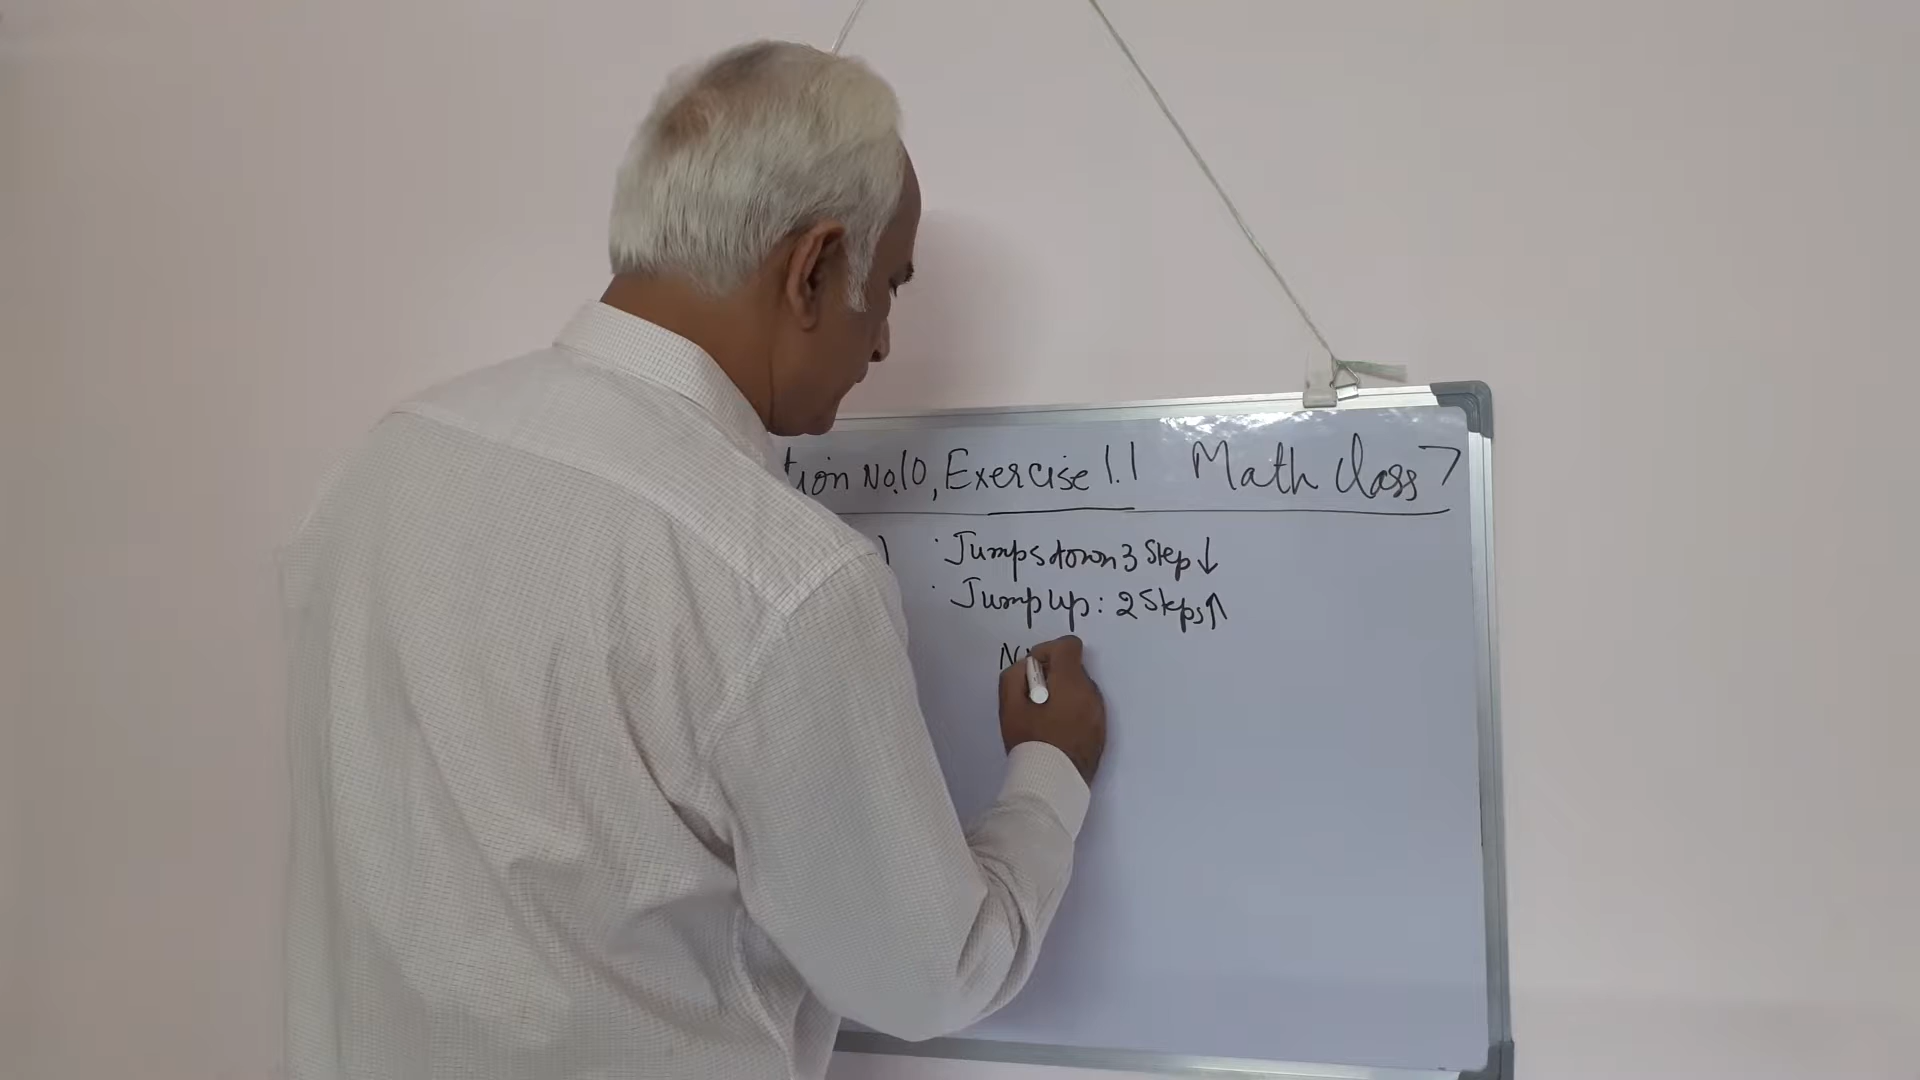 tion No.10, Exercise 1.1 Math Class 7
) · Jumps down 3 Step ↓
· Jump up: 2 Steps ↑